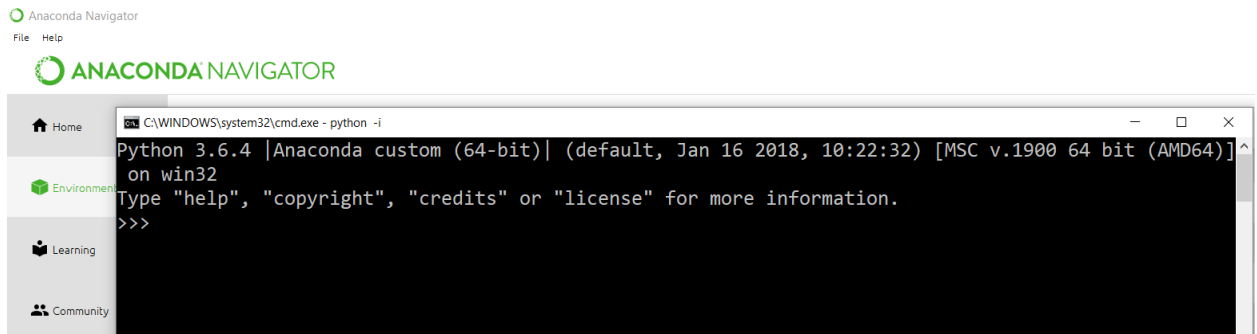 Anaconda Navigator
File Help
ANACONDA NAVIGATOR
Home
C:\WINDOWS\system32\cmd.exe - python -i
Python 3.6.4 |Anaconda custom (64-bit)| (default, Jan 16 2018, 10:22:32) [MSC v.1900 64 bit (AMD64)]
on win32
Environment
Type "help", "copyright", "credits" or "license" for more information.
>>>
Learning
Community